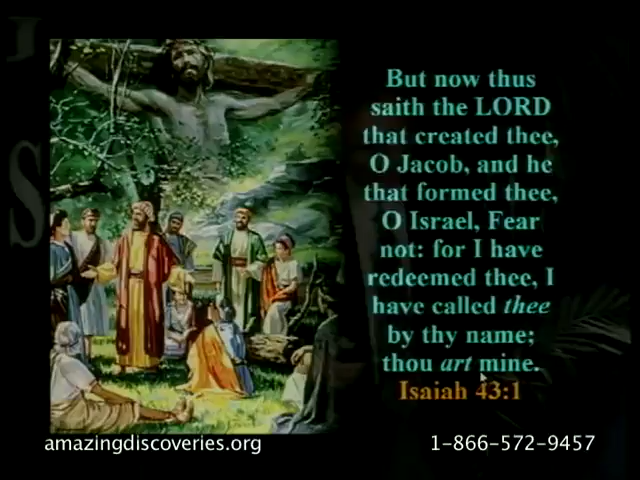 But now thus
saith the LORD
that created thee,
O Jacob, and he
that formed thee,
O Israel, Fear
not: for I have
redeemed thee, I
have called thee
by thy name;
thou art mine.
Isaiah 43:1
amazingdiscoveries.org
1-866-572-9457